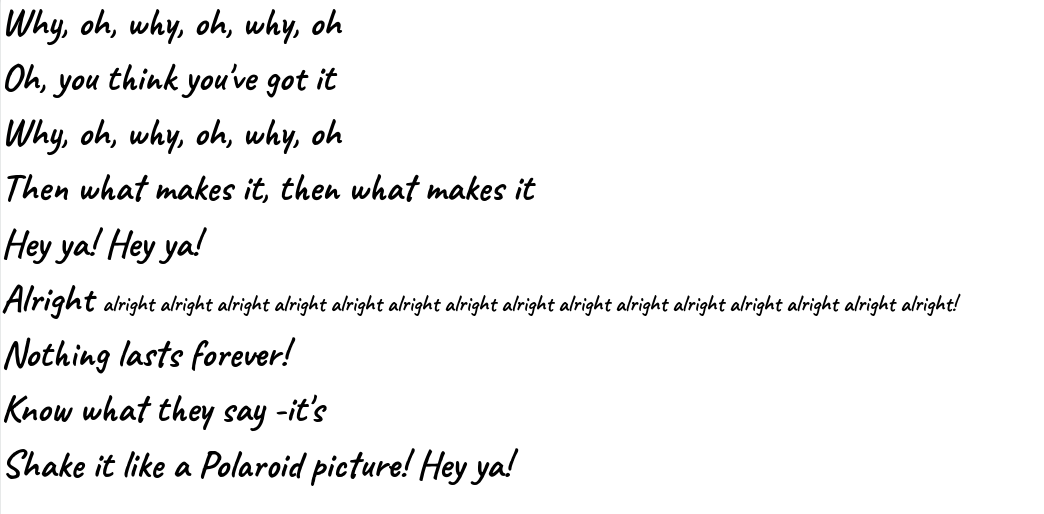 Why, oh, why, oh, why, oh
Oh, you think you've got it
Why, oh, why, oh, why, oh
Then what makes it, then what makes it
Hey ya! Hey ya!
Alright alright alright alright alright alright alright alright alright alright alright alright alright alright alright alright!
Nothing lasts forever!
Know what they say -it's
Shake it like a Polaroid picture! Hey ya!